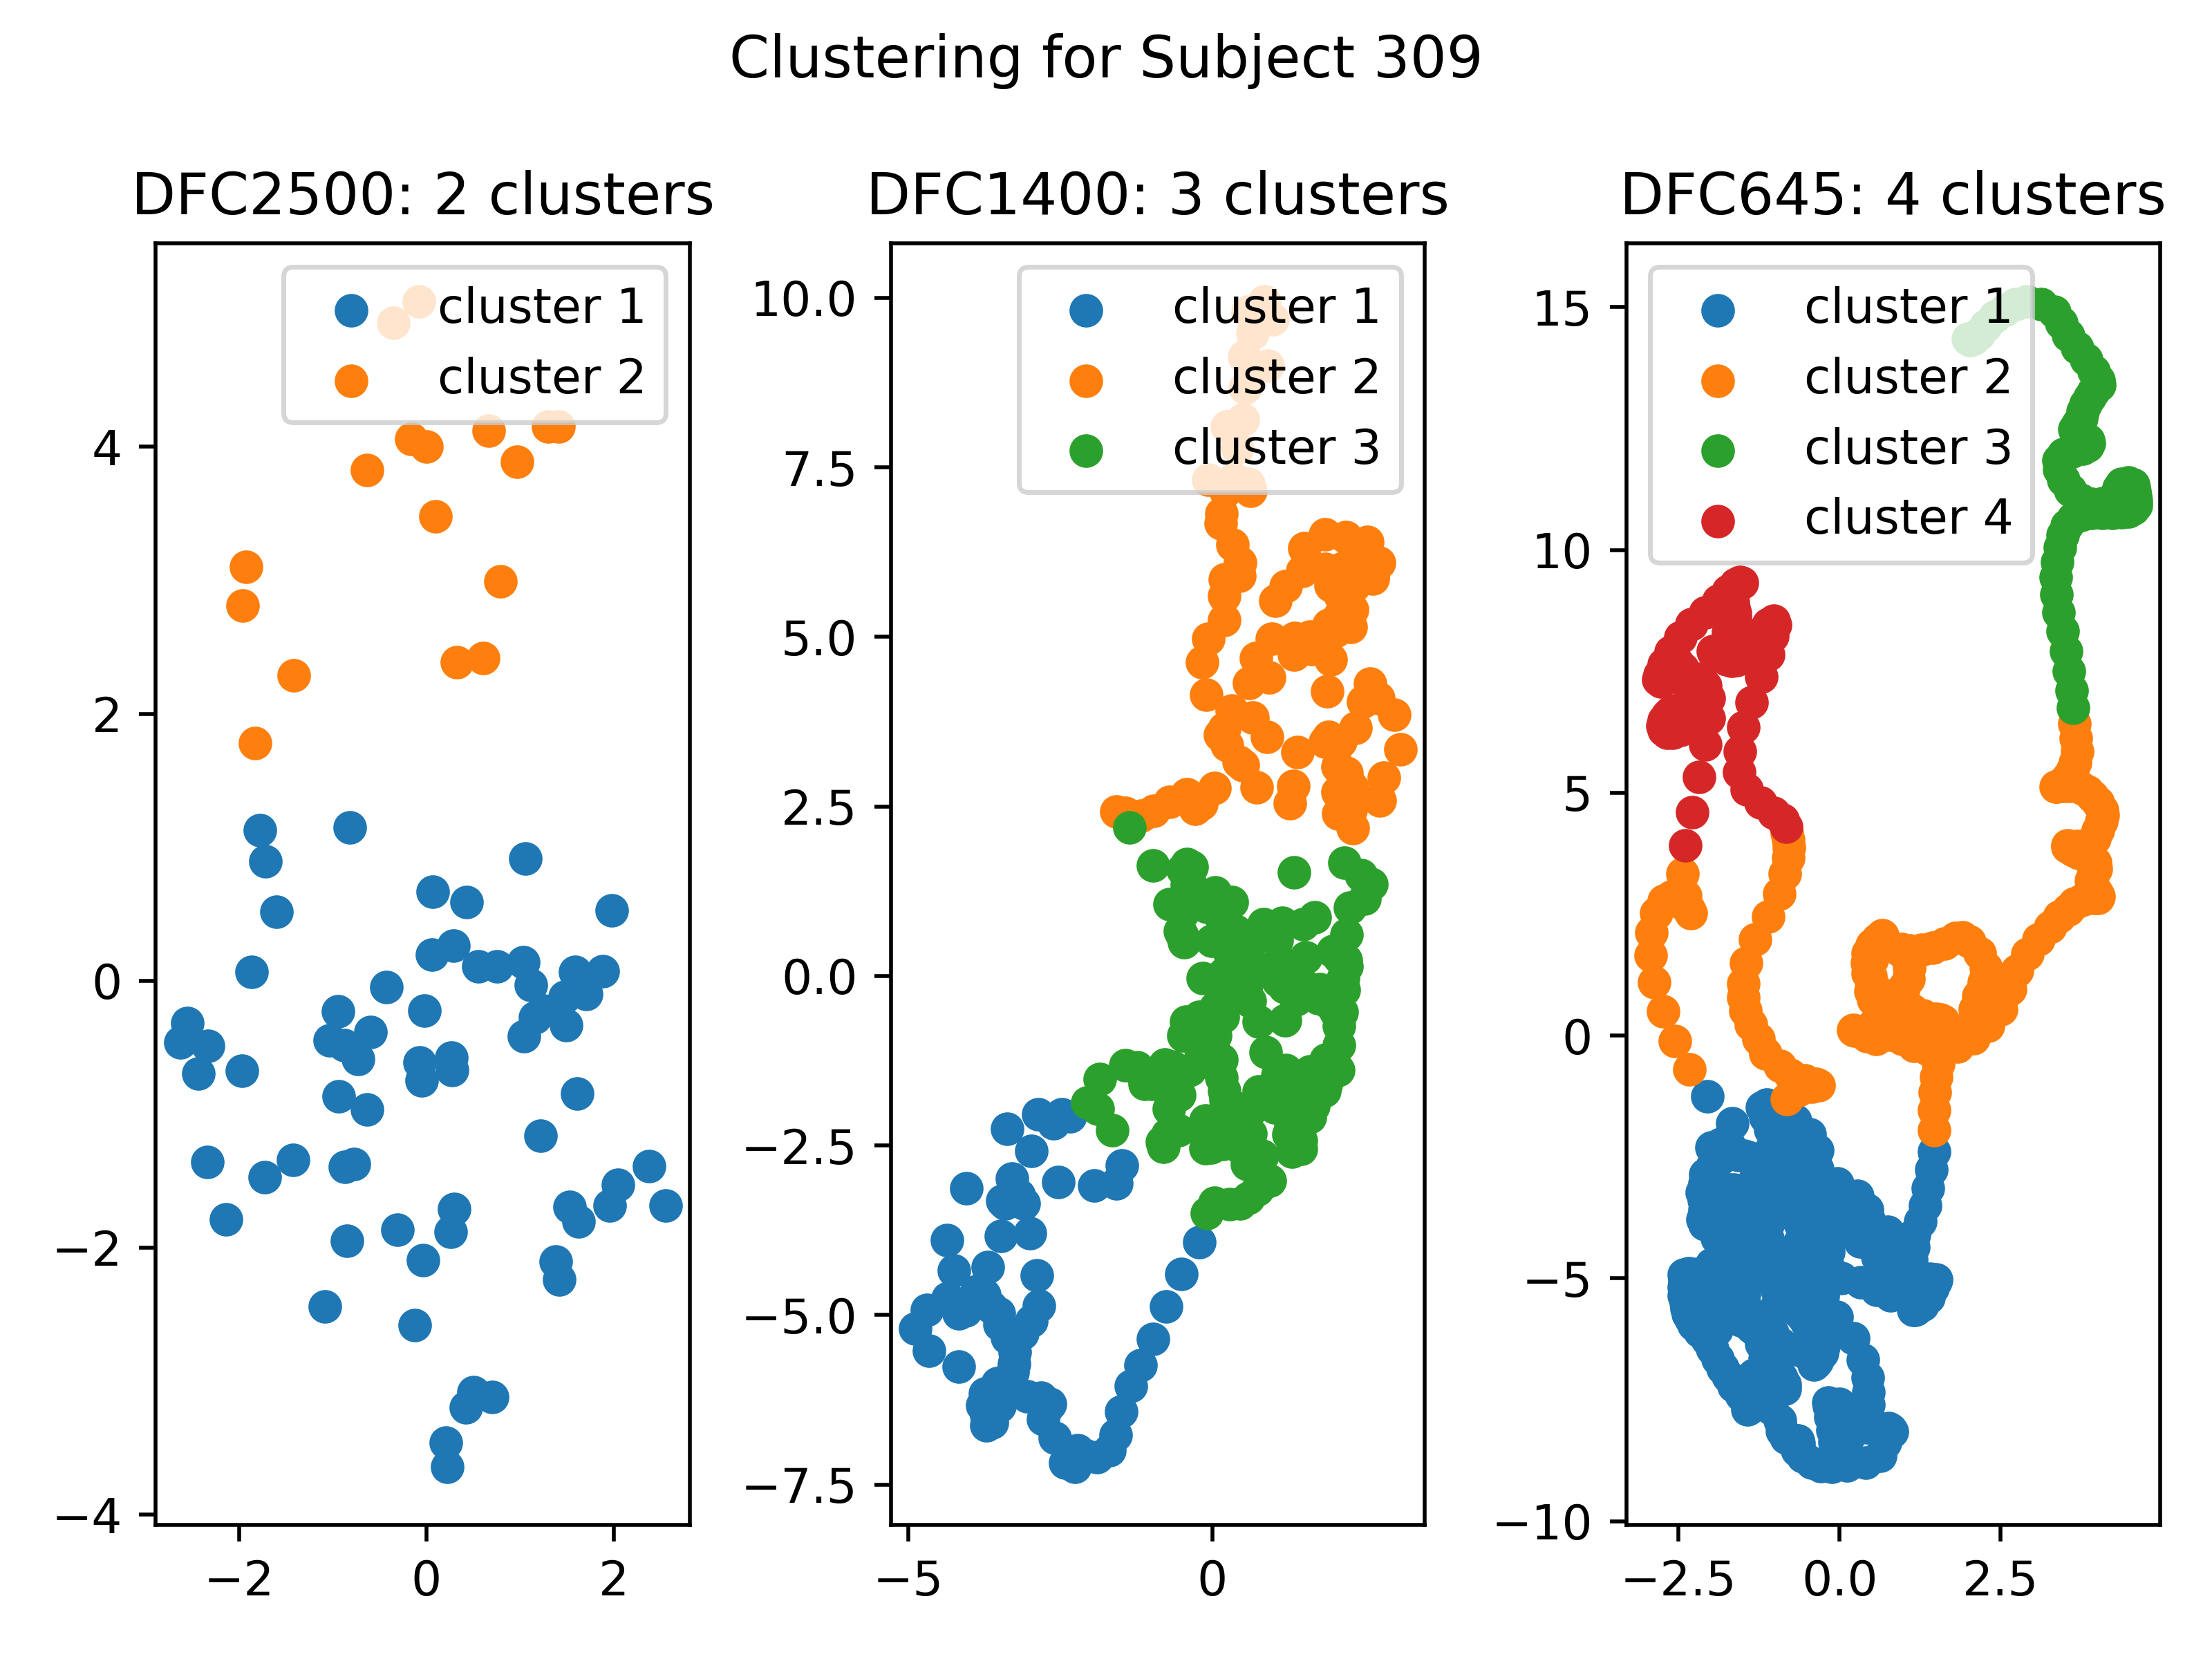 Clustering for Subject 309
DFC2500: 2 clusters
cluster 1
cluster 2
4
2
0
−2
−4
−2 0 2
DFC1400: 3 clusters
cluster 1
cluster 2
cluster 3
10.0
7.5
5.0
2.5
0.0
−2.5
−5.0
−7.5
−5 0
DFC645: 4 clusters
cluster 1
cluster 2
cluster 3
cluster 4
15
10
5
0
−5
−10
−2.5 0.0 2.5